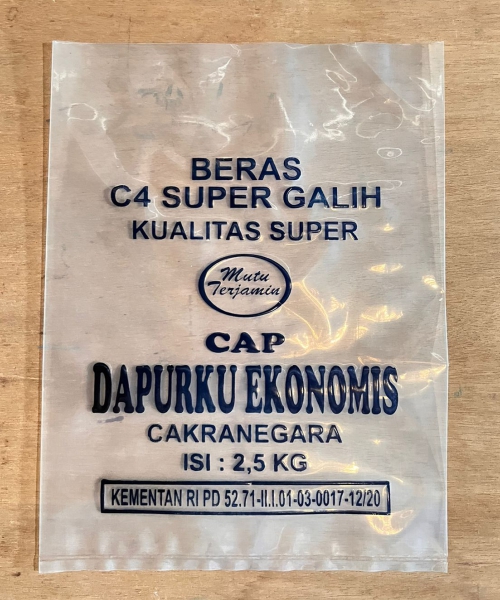 BERAS
C4 SUPER GALIH
KUALITAS SUPER
Mutu
Terjamin
CAP
DAPURKU EKONOMIS
CAKRANEGARA
ISI : 2,5 KG
KEMENTAN RI PD 52.71-II.I.01-03-0017-12/20